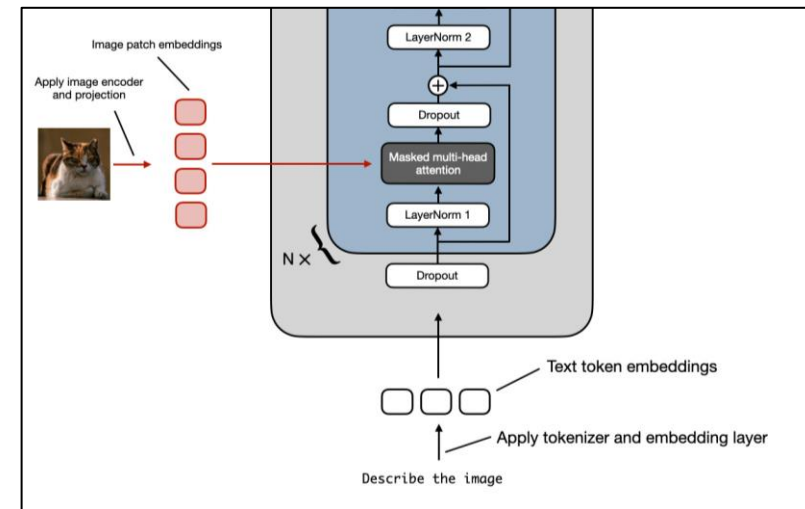 LayerNorm 2
Image patch embeddings
Apply image encoder
and projection
+
Dropout
Masked multi-head
attention
LayerNorm 1
N ×
Dropout
Text token embeddings
Apply tokenizer and embedding layer
Describe the image